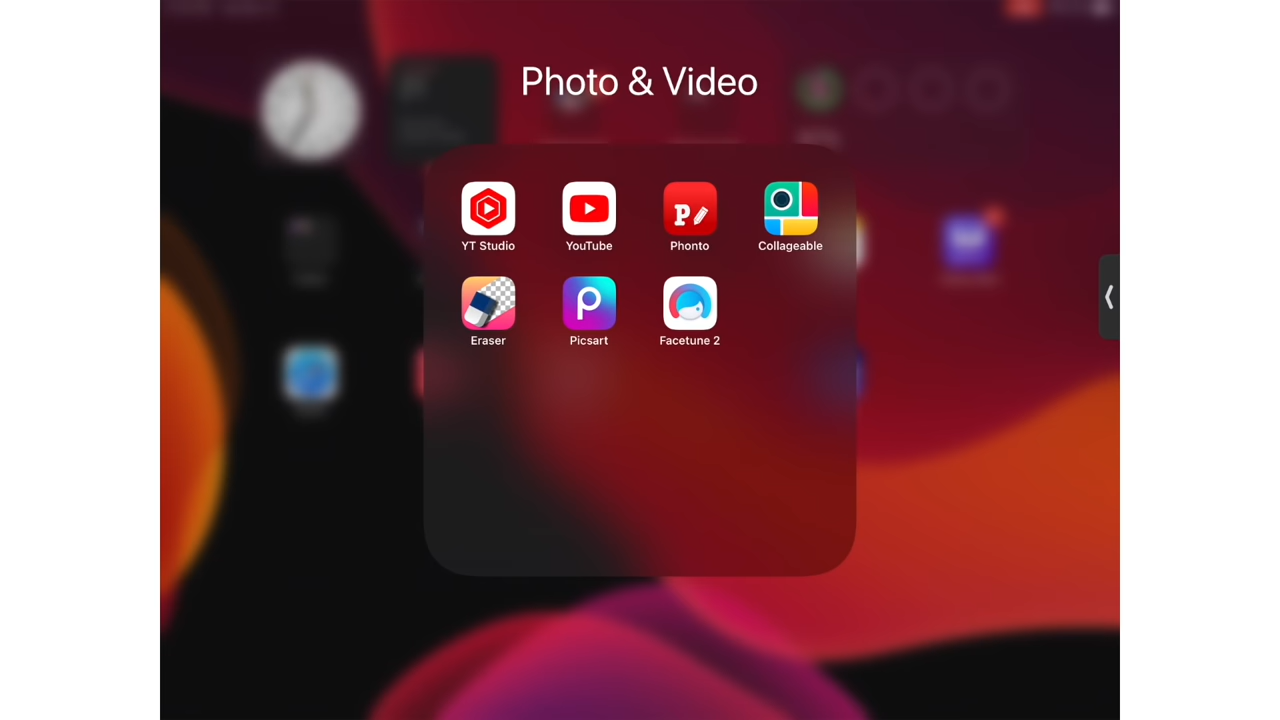 Photo & Video
YT Studio
YouTube
Phonto
Collageable
Eraser
Picsart
Facetune 2